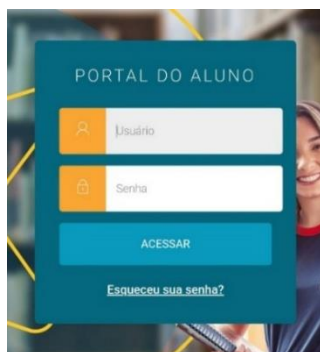 PORTAL DO ALUNO
Usuário
Senha
ACESSAR
Esqueceu sua senha?